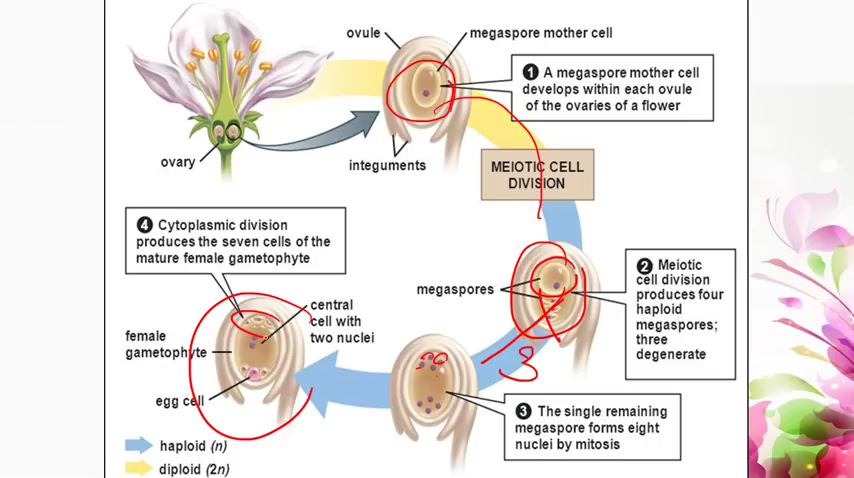 ovule
megaspore mother cell
1 A megaspore mother cell
develops within each ovule
of the ovaries of a flower
ovary
integuments
MEIOTIC CELL
DIVISION
4 Cytoplasmic division
produces the seven cells of the
mature female gametophyte
megaspores
2 Meiotic
cell division
produces four
haploid
megaspores;
three
degenerate
central
cell with
two nuclei
female
gametophyte
egg cell
3
3 The single remaining
megaspore forms eight
nuclei by mitosis
haploid (n)
diploid (2n)